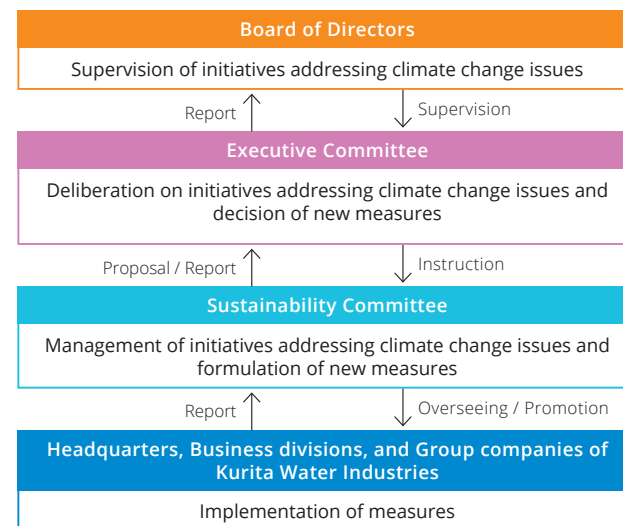 Board of Directors
Supervision of initiatives addressing climate change issues
Report
Supervision
Executive Committee
Deliberation on initiatives addressing climate change issues and
decision of new measures
Proposal / Report
Instruction
Sustainability Committee
Management of initiatives addressing climate change issues and
formulation of new measures
Report
Overseeing / Promotion
Headquarters, Business divisions, and Group companies of
Kurita Water Industries
Implementation of measures